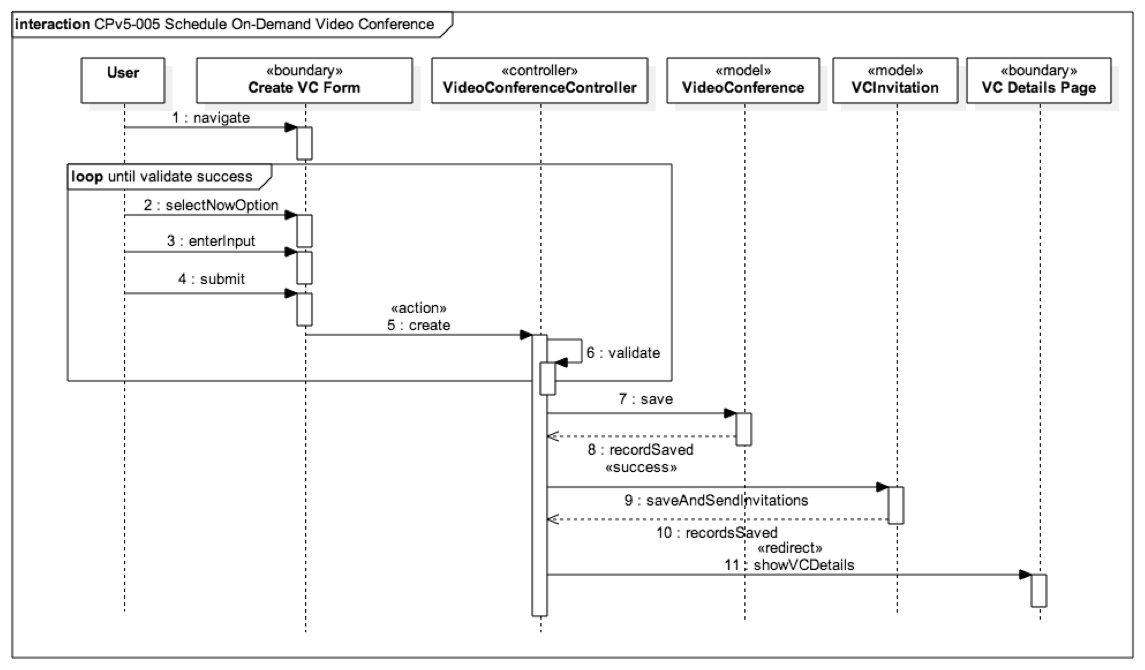 interaction CPv5-005 Schedule On-Demand Video Conference
User
«boundary»
Create VC Form
«controller»
VideoConferenceController
«model»
VideoConference
«model»
VCInvitation
«boundary»
VC Details Page
1 : navigate
loop until validate success
2 : selectNowOption
3 : enterInput
4 : submit
«action»
5 : create
6 : validate
7 : save
8 : recordSaved
«success»
9 : saveAndSendInvitations
10 : recordsSaved
«redirect»
11 : showVCDetails